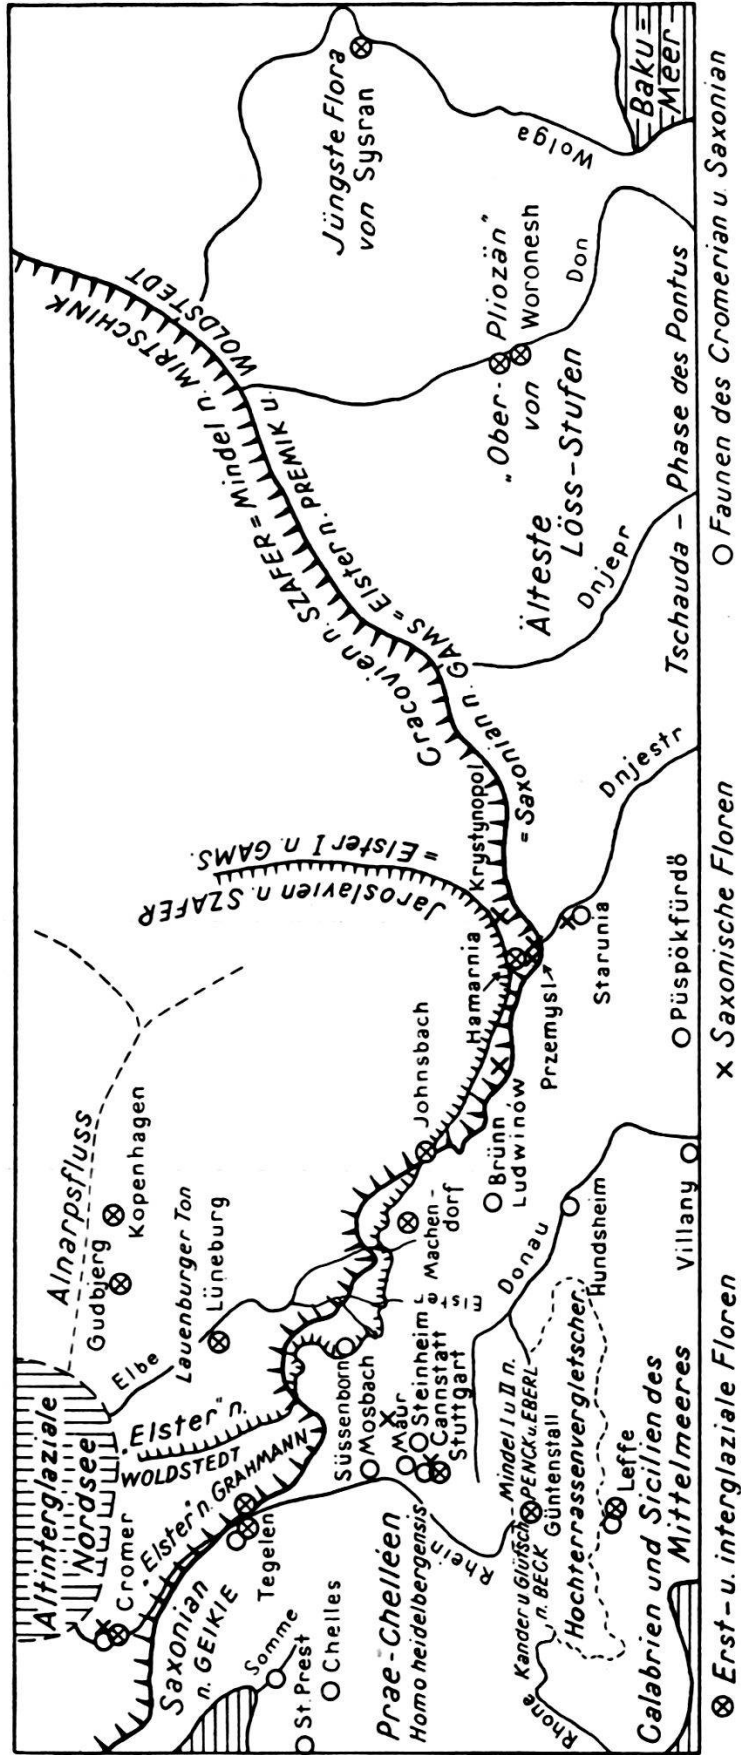 Altinterglaziale
Nordsee
Cromer
Alnarpsfluss
Gudbjerg
Kopenhagen
Lauenburger Ton
Lüneburg
Elbe
„Elster" n.
WOLDSTEDT
„Elster" n. GRAHMANN
Saxonian
n. GEIKIE
Tegelen
Somme
St. Prest
Chelles
Prae-Chelléen
Homo heidelbergensis
Süssenborn
Mosbach
Maur
Steinheim
Cannstatt
Stuttgart
Elster
Machen-
dorf
Johnsbach
Brünn
Ludwinów
Hamarnia
Przemysl
Krystynopol
Starunia
Jaroslavien n. SZAFER
= Elster I n. GAMS.
Cracovien n. SZAFER = Mindel n. MIRTSCHINK
= Saxonian n. GAMS = Elster n. PREMIK u. WOLDSTEDT
Jüngste Flora
von Sysran
„Ober- Pliozän"
von Woronesh
Älteste
Löss-Stufen
Wolga
Don
Dnjepr
Dnjestr
Baku-
Meer
Tschauda - Phase des Pontus
Püspökfürdö
Villany
Hundsheim
Donau
Rhein
Rhone
Kander u Glütsch
n. BECK
Mindel I u II n.
PENCK u. EBERL
Güntenstall
Hochterrassenvergletscher.
Leffe
Calabrien und Sicilien des
Mittelmeeres
Erst- u. interglaziale Floren
x Saxonische Floren
Faunen des Cromerian u. Saxonian